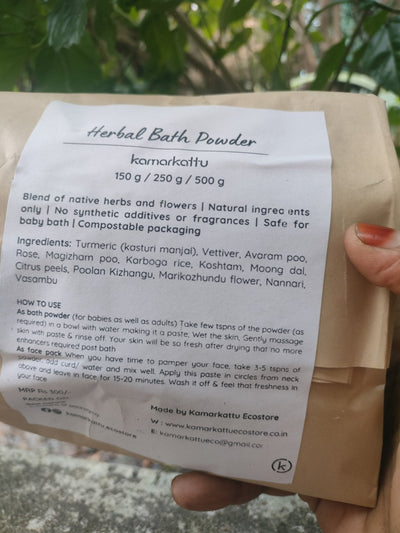 Herbal Bath Powder
kamarkattu
150 g / 250 g / 500 g
Blend of native herbs and flowers | Natural ingredients
only | No synthetic additives or fragrances | Safe for
baby bath | Compostable packaging
Ingredients: Turmeric (kasturi manjal), Vettiver, Avaram poo,
Rose, Magizham poo, Karboga rice, Koshtam, Moong dal,
Citrus peels, Poolan Kizhangu, Marikozhundu flower, Nannari,
Vasambu
HOW TO USE
As bath powder (for babies as well as adults) Take few tspns of the powder (as
required) in a bowl with water making it a paste, Wet the skin, Gently massage
skin with paste & rinse off. Your skin will be so fresh after drying that no more
enhancers required post bath
As face pack When you have time to pamper your face, take 3-5 tspns of
powder, add curd/ water and mix well. Apply this paste in circles from neck
above and leave in face for 15-20 minutes. Wash it off & feel that freshness in
your face
MRP Rs 300/
PACKED ON:
kamarkattu.ecostore
Made by Kamarkattu Ecostore
W : www.kamarkattuecostore.co.in
E: kamarkattueco@gmail.com
k